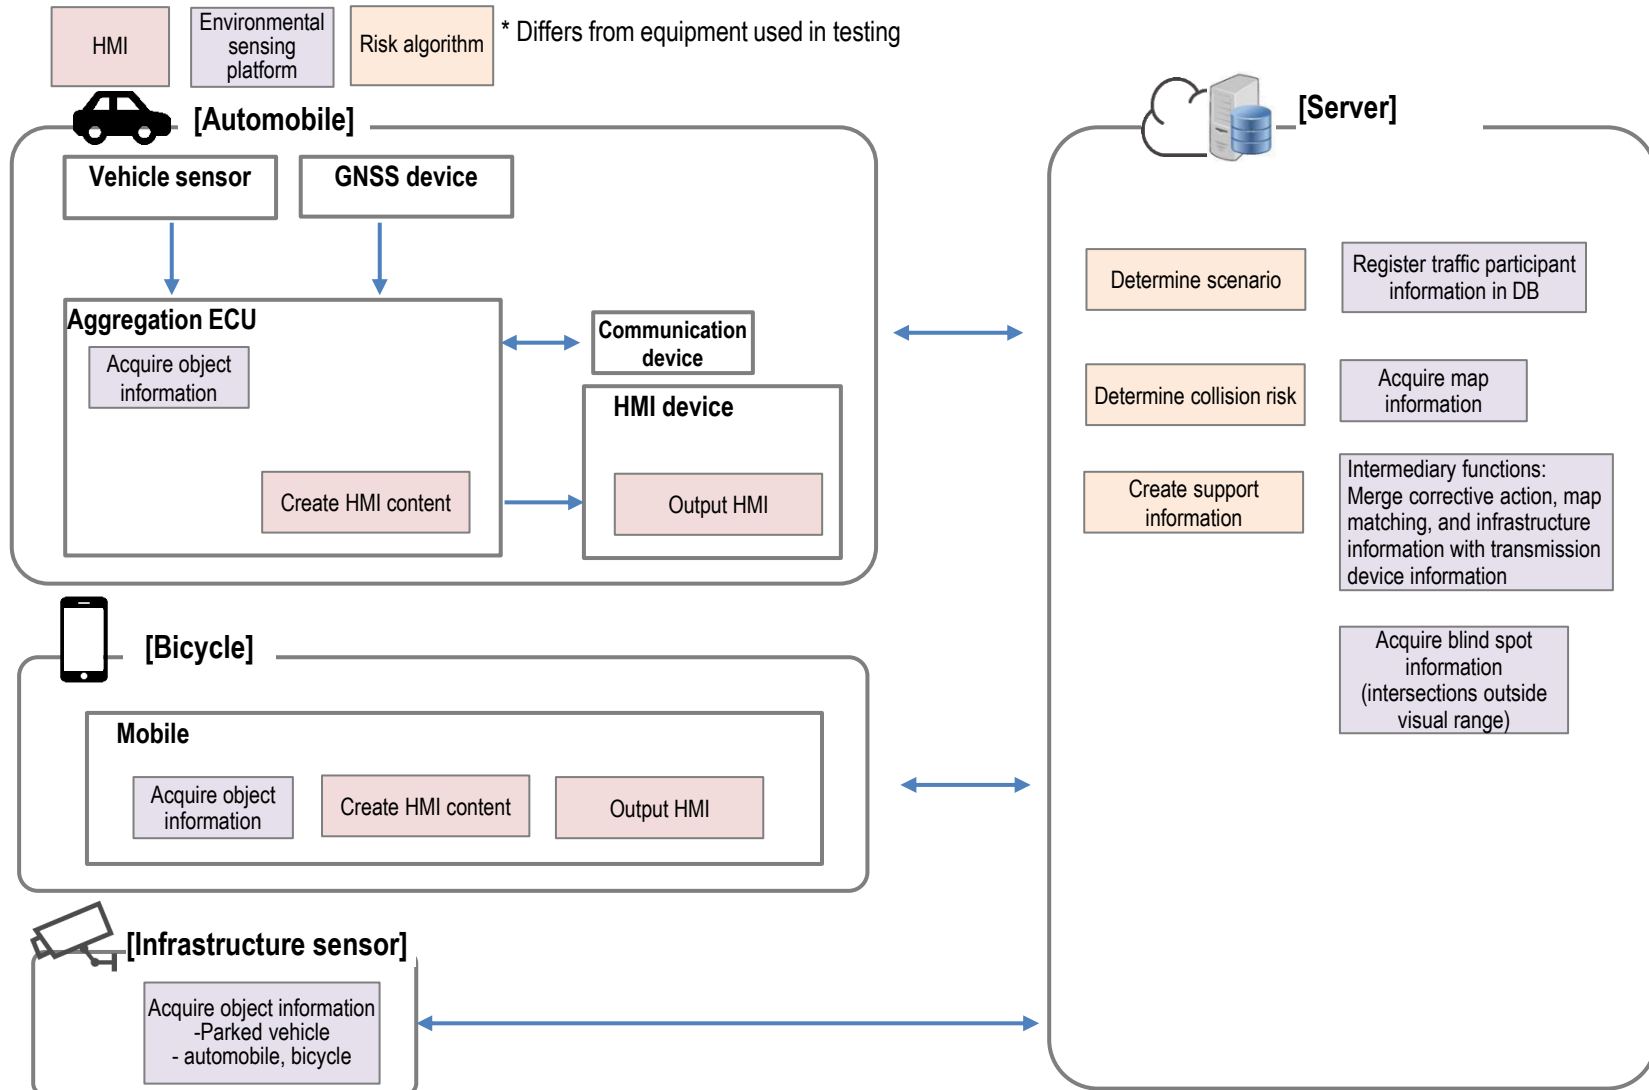 HMI
Environmental
sensing
platform
Risk algorithm
* Differs from equipment used in testing
[Automobile]
Vehicle sensor
GNSS device
Aggregation ECU
Acquire object
information
Communication
device
HMI device
Create HMI content
Output HMI
[Bicycle]
Mobile
Acquire object
information
Create HMI content
Output HMI
[Infrastructure sensor]
Acquire object information
-Parked vehicle
- automobile, bicycle
[Server]
Determine scenario
Register traffic participant
information in DB
Determine collision risk
Acquire map
information
Create support
information
Intermediary functions:
Merge corrective action, map
matching, and infrastructure
information with transmission
device information
Acquire blind spot
information
(intersections outside
visual range)